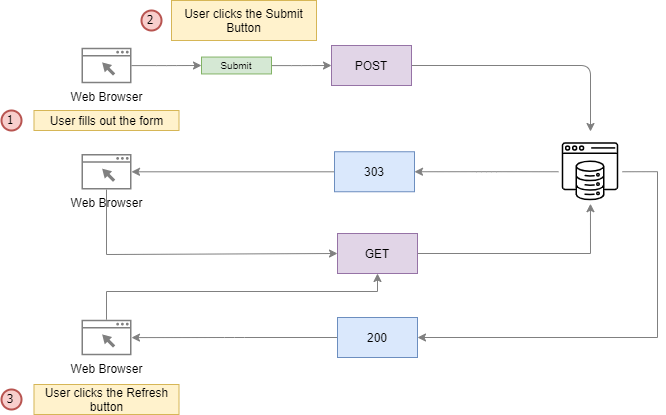 2
User clicks the Submit
Button
Submit
POST
Web Browser
1
User fills out the form
303
Web Browser
GET
200
Web Browser
3
User clicks the Refresh
button